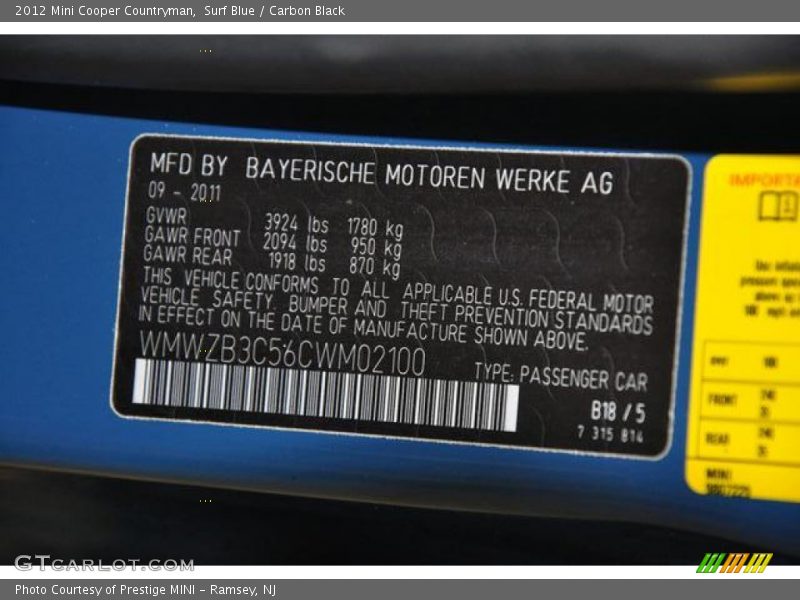 2012 Mini Cooper Countryman, Surf Blue / Carbon Black
MFD BY BAYERISCHE MOTOREN WERKE AG
09 - 2011
GVWR 3924 lbs 1780 kg
GAWR FRONT 2094 lbs 950 kg
GAWR REAR 1918 lbs 870 kg
THIS VEHICLE CONFORMS TO ALL APPLICABLE U.S. FEDERAL MOTOR
VEHICLE SAFETY, BUMPER AND THEFT PREVENTION STANDARDS
IN EFFECT ON THE DATE OF MANUFACTURE SHOWN ABOVE.
WMWZB3C56CWM02100
TYPE: PASSENGER CAR
B18 / 5
7 315 814
FRONT
REAR
MINI
GTCARLOT.COM
Photo Courtesy of Prestige MINI - Ramsey, NJ